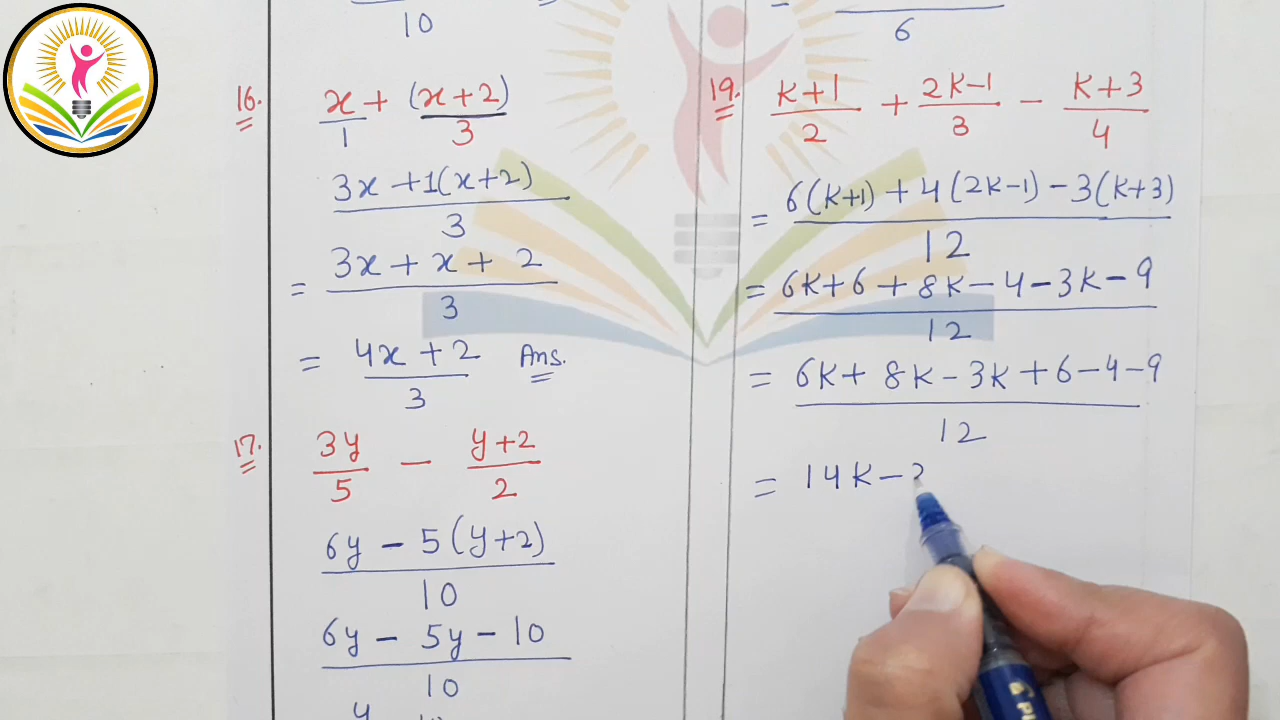 10
16. x/1 + (x+2)/3
3x + 1(x+2) / 3
= 3x + x + 2 / 3
= 4x + 2 / 3 Ans.
17. 3y/5 − y+2/2
6y − 5(y+2) / 10
6y − 5y − 10 / 10
6
19. k+1/2 + 2k−1/3 − k+3/4
= 6(k+1) + 4(2k−1) − 3(k+3) / 12
= 6k + 6 + 8k − 4 − 3k − 9 / 12
= 6k + 8k − 3k + 6 − 4 − 9 / 12
= 14k −